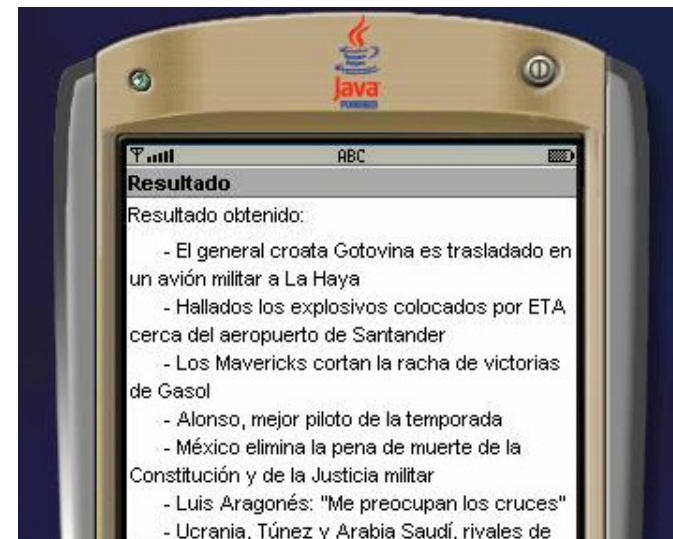 Java
POWERED
ABC
Resultado
Resultado obtenido:
- El general croata Gotovina es trasladado en
un avión militar a La Haya
- Hallados los explosivos colocados por ETA
cerca del aeropuerto de Santander
- Los Mavericks cortan la racha de victorias
de Gasol
- Alonso, mejor piloto de la temporada
- México elimina la pena de muerte de la
Constitución y de la Justicia militar
- Luis Aragonés: "Me preocupan los cruces"
- Ucrania, Túnez y Arabia Saudí, rivales de